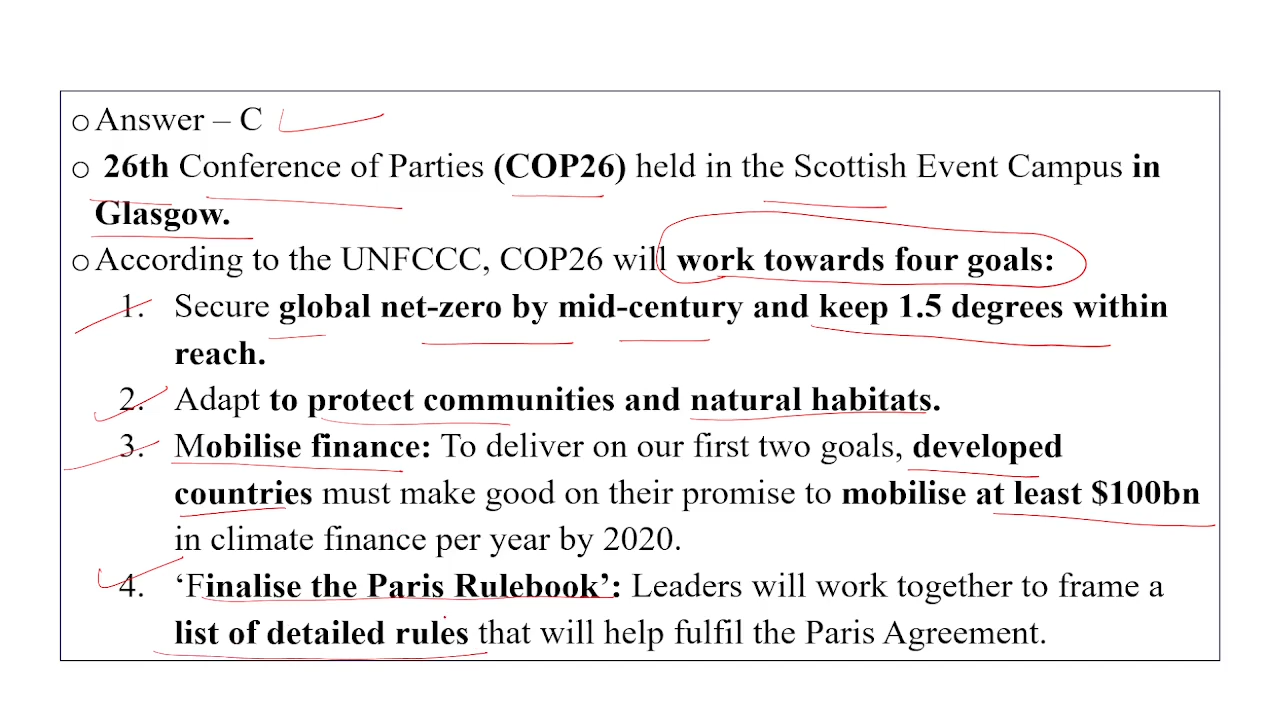 o Answer – C
o 26th Conference of Parties (COP26) held in the Scottish Event Campus in
Glasgow.
o According to the UNFCCC, COP26 will work towards four goals:
1. Secure global net-zero by mid-century and keep 1.5 degrees within
reach.
2. Adapt to protect communities and natural habitats.
3. Mobilise finance: To deliver on our first two goals, developed
countries must make good on their promise to mobilise at least $100bn
in climate finance per year by 2020.
4. ‘Finalise the Paris Rulebook’: Leaders will work together to frame a
list of detailed rules that will help fulfil the Paris Agreement.